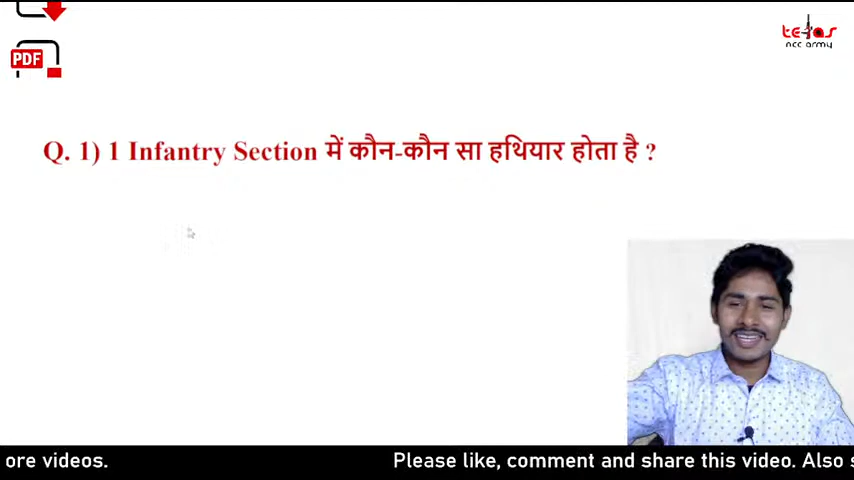 PDF
tejas
ncc army
Q. 1) 1 Infantry Section में कौन-कौन सा हथियार होता है ?
ore videos. Please like, comment and share this video. Also s